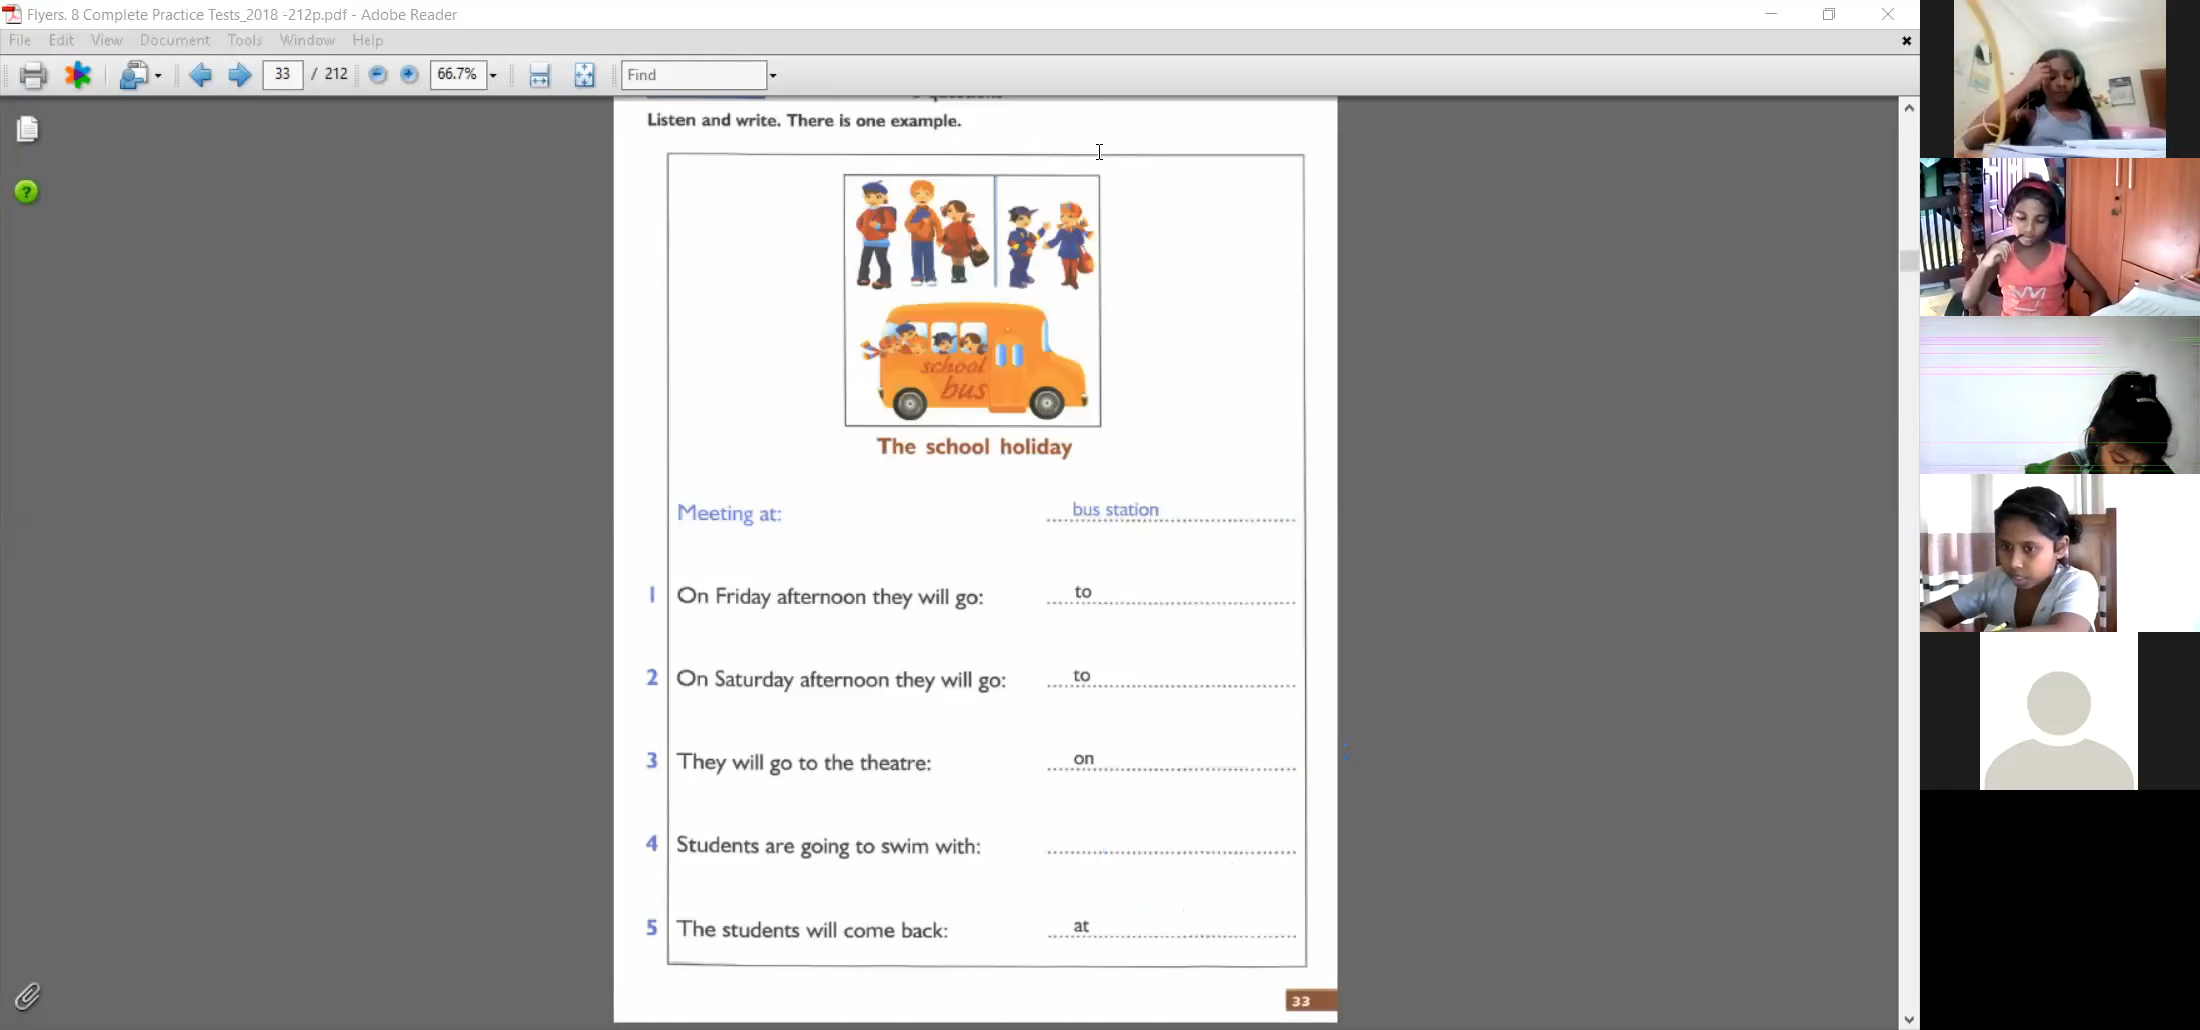 Flyers. 8 Complete Practice Tests_2018 -212p.pdf - Adobe Reader
File Edit View Document Tools Window Help
33 / 212 66.7% Find
Listen and write. There is one example.
school
bus
The school holiday
Meeting at: bus station
1 On Friday afternoon they will go: to
2 On Saturday afternoon they will go: to
3 They will go to the theatre: on
4 Students are going to swim with:
5 The students will come back: at
33